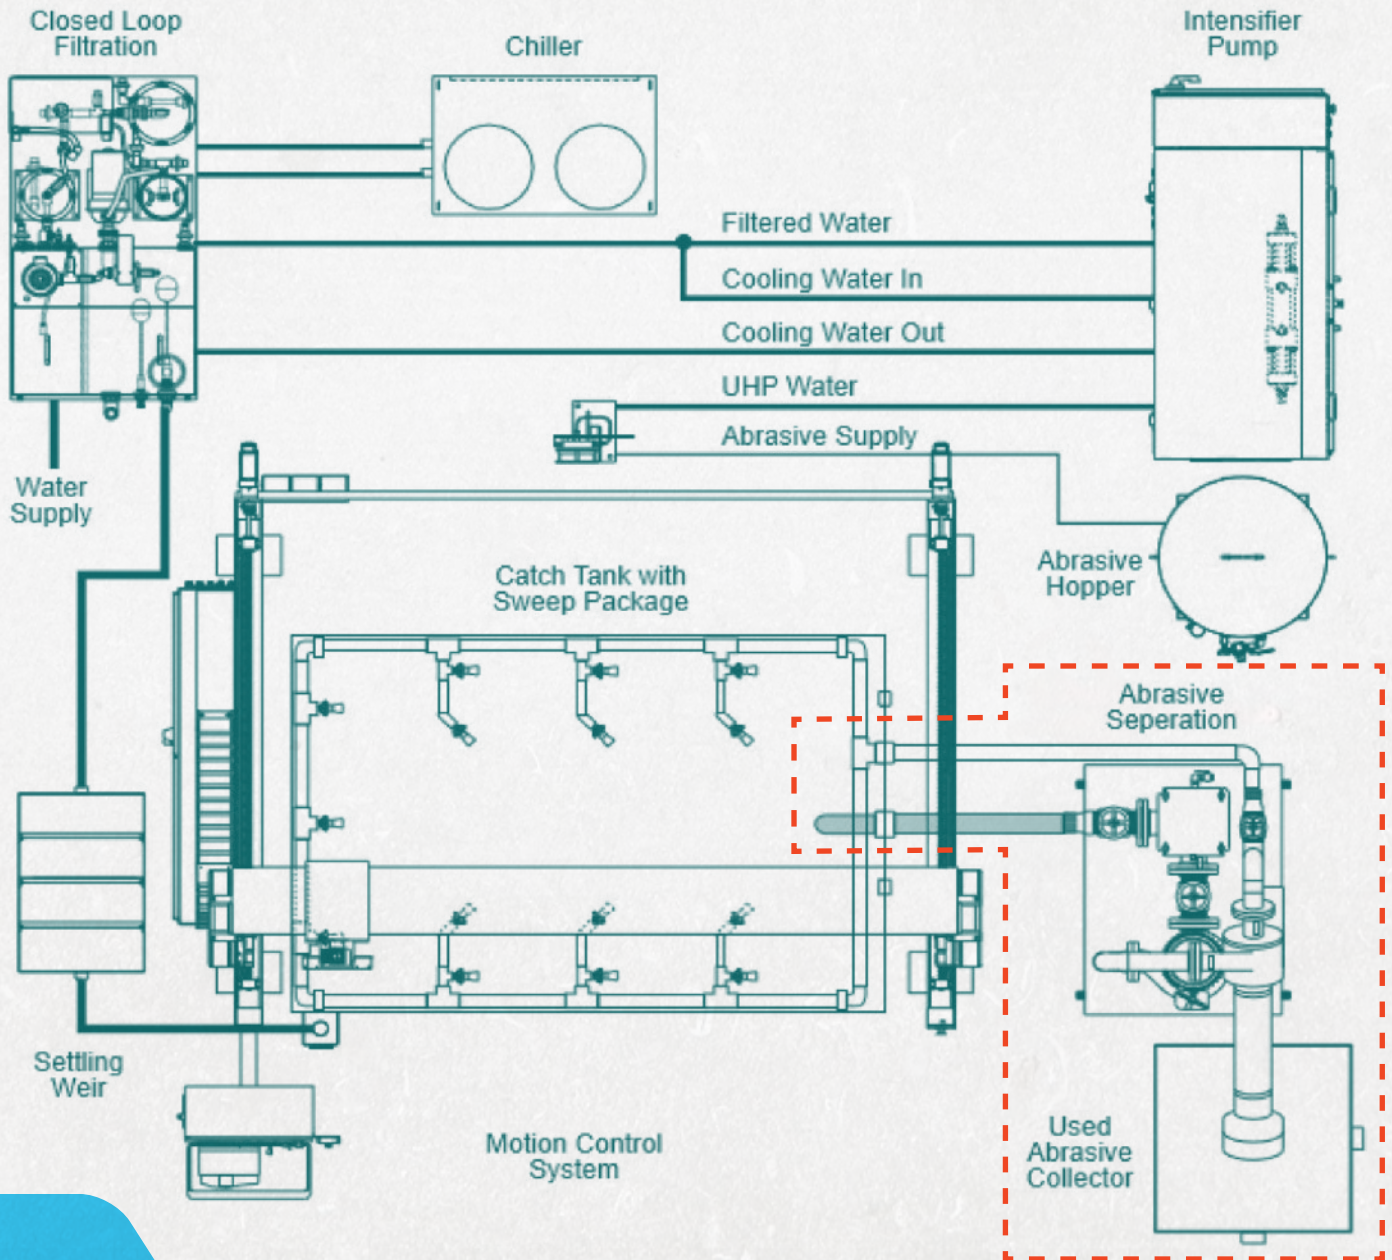 Closed Loop
Filtration
Chiller
Intensifier
Pump
Filtered Water
Cooling Water In
Cooling Water Out
UHP Water
Abrasive Supply
Water
Supply
Abrasive
Hopper
Catch Tank with
Sweep Package
Abrasive
Seperation
Settling
Weir
Motion Control
System
Used
Abrasive
Collector